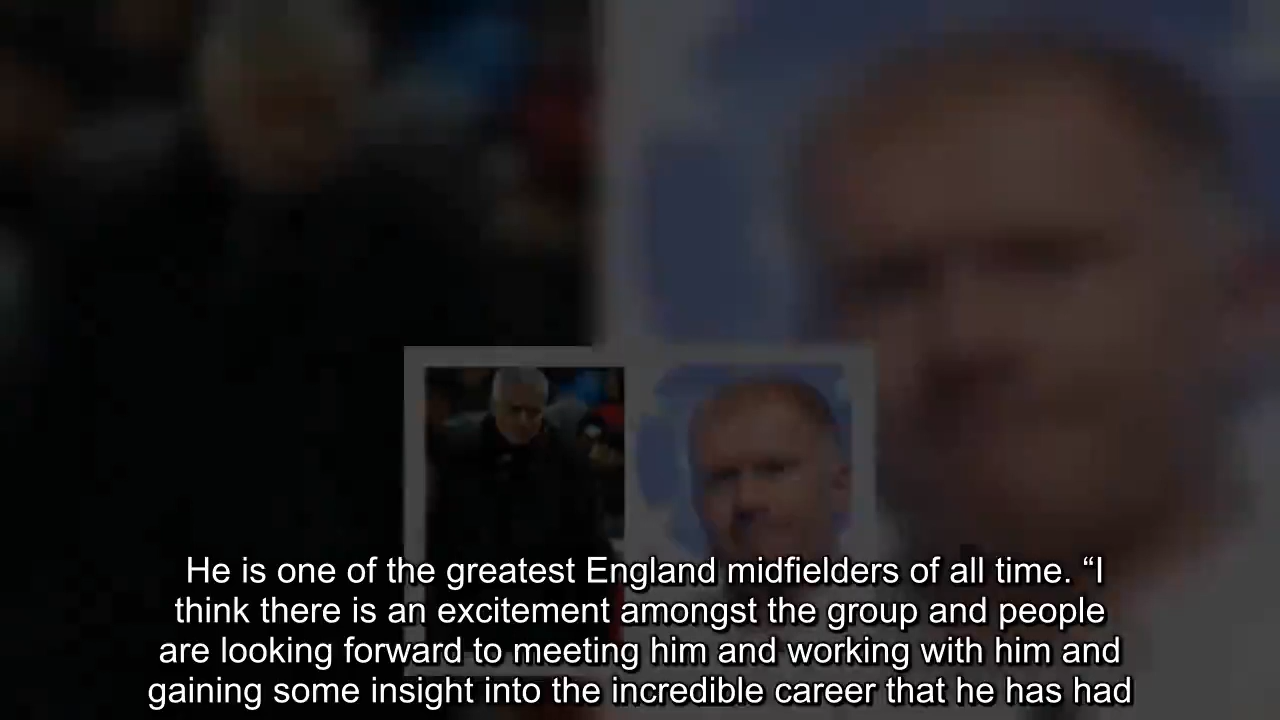 He is one of the greatest England midfielders of all time. “I
think there is an excitement amongst the group and people
are looking forward to meeting him and working with him and
gaining some insight into the incredible career that he has had